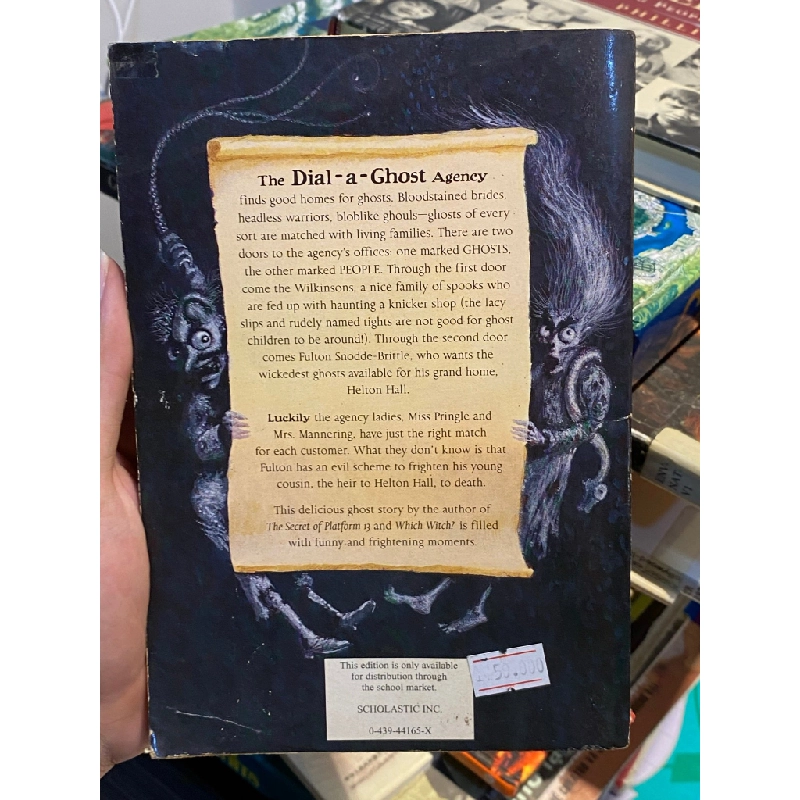 The Dial-a-Ghost Agency
finds good homes for ghosts. Bloodstained brides,
headless warriors, bloblike ghouls—ghosts of every
sort are matched with living families. There are two
doors to the agency's offices: one marked GHOSTS,
the other marked PEOPLE. Through the first door
come the Wilkinsons, a nice family of spooks who
are fed up with haunting a knicker shop (the lacy
slips and rudely named tights are not good for ghost
children to be around!). Through the second door
comes Fulton Snodde-Brittle, who wants the
wickedest ghosts available for his grand home,
Helton Hall.
Luckily the agency ladies, Miss Pringle and
Mrs. Mannering, have just the right match
for each customer. What they don't know is that
Fulton has an evil scheme to frighten his young
cousin, the heir to Helton Hall, to death.
This delicious ghost story by the author of
The Secret of Platform 13 and Which Witch? is filled
with funny and frightening moments.
This edition is only available
for distribution through
the school market.
SCHOLASTIC INC.
0-439-44165-X
50.000
PHILLI